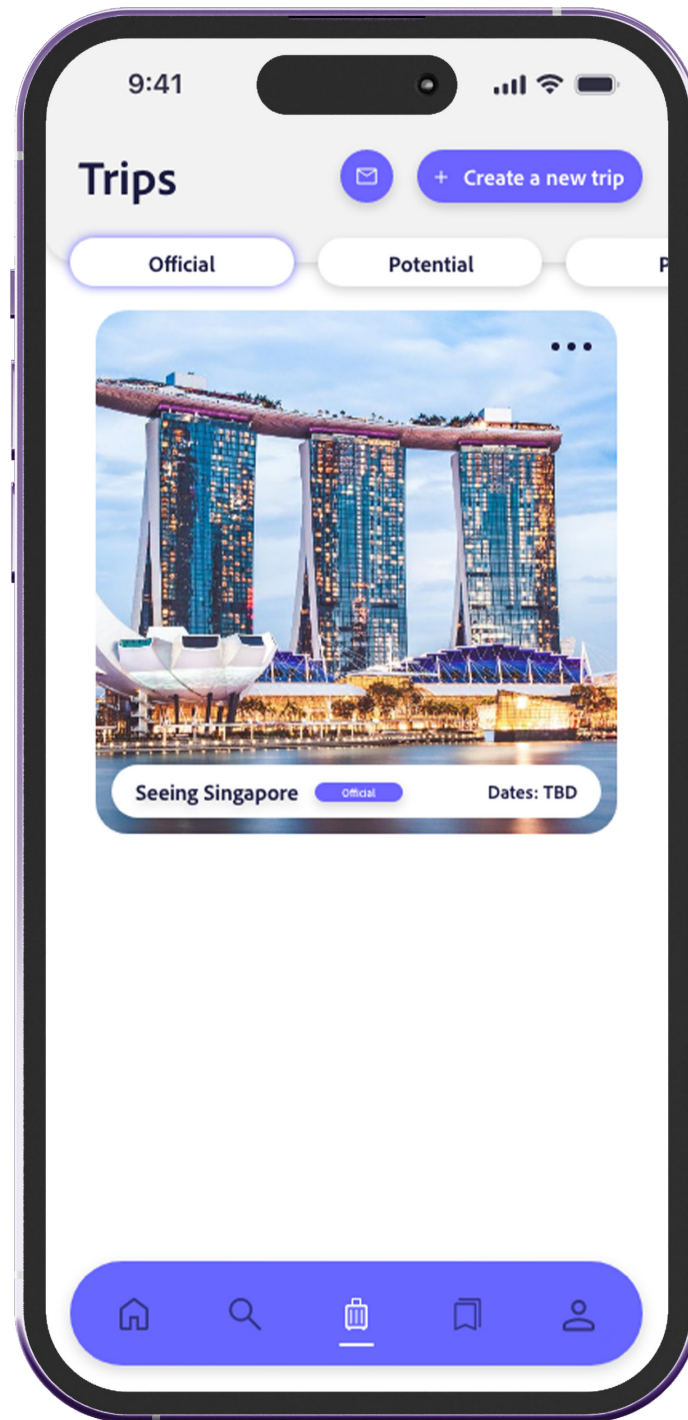 9:41
Trips
+ Create a new trip
Official
Potential
P
Seeing Singapore Official Dates: TBD